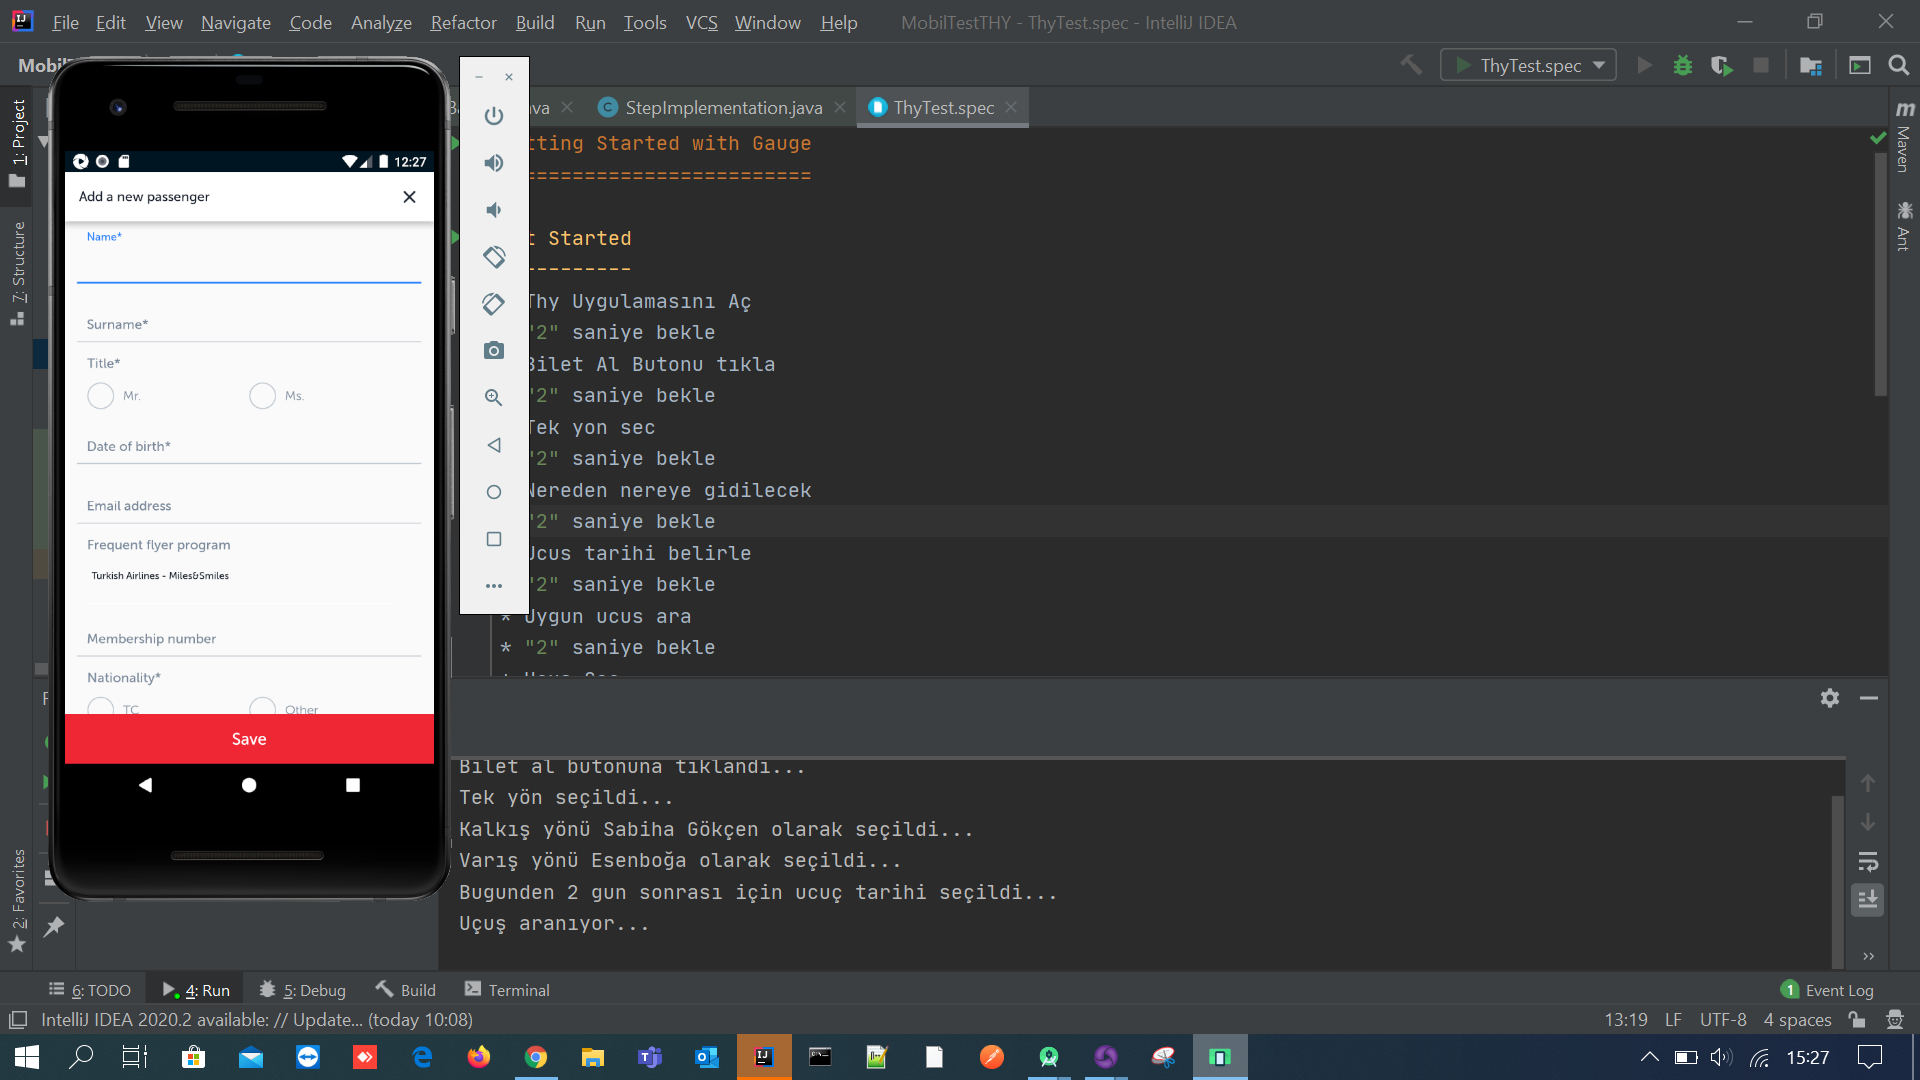 File Edit View Navigate Code Analyze Refactor Build Run Tools VCS Window Help MobilTestTHY - ThyTest.spec - IntelliJ IDEA
ThyTest.spec
StepImplementation.java ThyTest.spec
1: Project
7: Structure
2: Favorites
Maven
Ant
12:27
Add a new passenger
Name*
Surname*
Title*
Mr. Ms.
Date of birth*
Email address
Frequent flyer program
Turkish Airlines - Miles&Smiles
Membership number
Nationality*
TC Other
Save
tting Started with Gauge
========================
t Started
---------
Thy Uygulamasını Aç
"2" saniye bekle
Bilet Al Butonu tıkla
"2" saniye bekle
Tek yon sec
"2" saniye bekle
Nereden nereye gidilecek
"2" saniye bekle
Ucus tarihi belirle
"2" saniye bekle
* Uygun ucus ara
* "2" saniye bekle
Bilet al butonuna tıklandı...
Tek yön seçildi...
Kalkış yönü Sabiha Gökçen olarak seçildi...
Varış yönü Esenboğa olarak seçildi...
Bugunden 2 gun sonrası için ucuç tarihi seçildi...
Uçuş aranıyor...
6: TODO 4: Run 5: Debug Build Terminal 1 Event Log
IntelliJ IDEA 2020.2 available: // Update... (today 10:08) 13:19 LF UTF-8 4 spaces
15:27